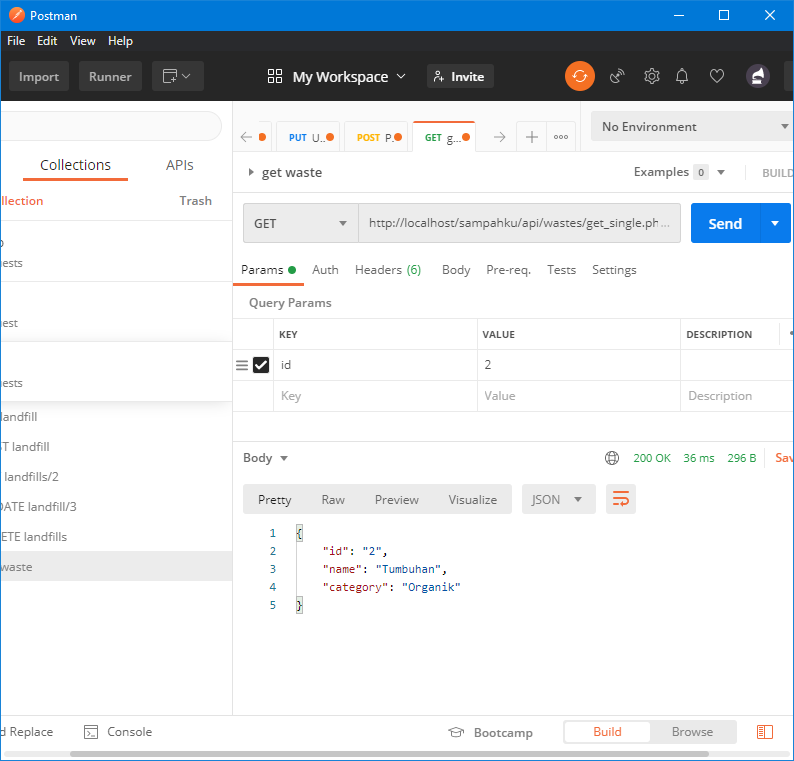 Postman
File Edit View Help
Import Runner My Workspace Invite
PUT U.. POST P. GET g... No Environment
Collections APIs
get waste Examples 0 BUILD
llection Trash
GET http://localhost/sampahku/api/wastes/get_single.ph... Send
ests
Params Auth Headers (6) Body Pre-req. Tests Settings
Query Params
est
KEY VALUE DESCRIPTION
id 2
ests
Key Value Description
landfill
ST landfill
Body 200 OK 36 ms 296 B Sav
landfills/2
Pretty Raw Preview Visualize JSON
DATE landfill/3
ETE landfills
waste
1 {
2 "id": "2",
3 "name": "Tumbuhan",
4 "category": "Organik"
5 }
d Replace Console Bootcamp Build Browse